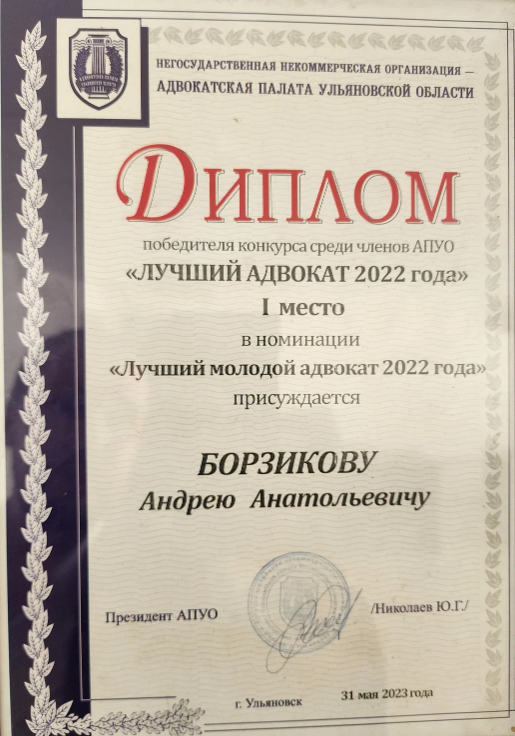 НЕГОСУДАРСТВЕННАЯ НЕКОММЕРЧЕСКАЯ ОРГАНИЗАЦИЯ –
АДВОКАТСКАЯ ПАЛАТА УЛЬЯНОВСКОЙ ОБЛАСТИ
ДИПЛОМ
победителя конкурса среди членов АПУО
«ЛУЧШИЙ АДВОКАТ 2022 года»
I место
в номинации
«Лучший молодой адвокат 2022 года»
присуждается
БОРЗИКОВУ
Андрею Анатольевичу
Президент АПУО
/Николаев Ю.Г./
г. Ульяновск
31 мая 2023 года